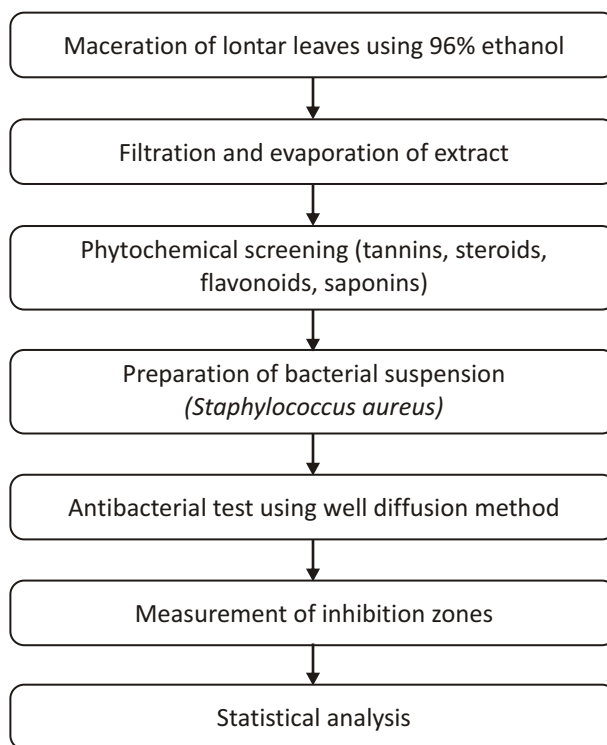 Maceration of lontar leaves using 96% ethanol
Filtration and evaporation of extract
Phytochemical screening (tannins, steroids,
flavonoids, saponins)
Preparation of bacterial suspension
(Staphylococcus aureus)
Antibacterial test using well diffusion method
Measurement of inhibition zones
Statistical analysis